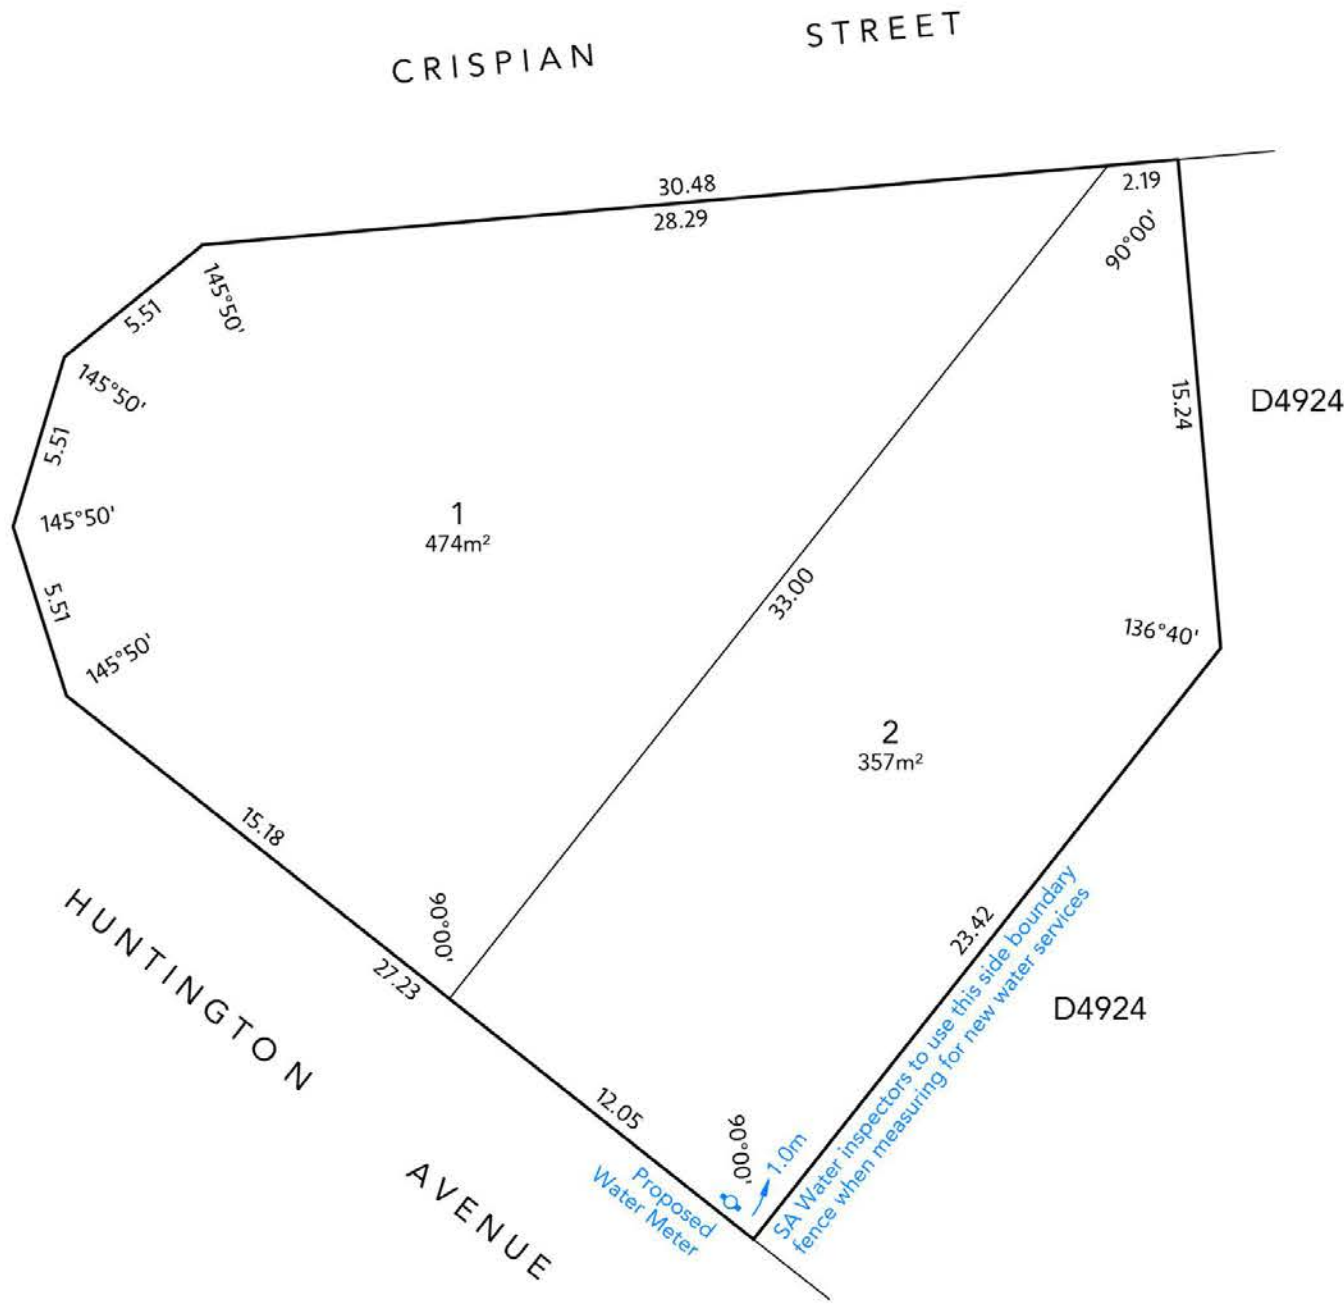 CRISPIAN STREET
30.48
28.29
2.19
90°00'
145°50'
5.51
145°50'
5.51
145°50'
5.51
145°50'
15.24
D4924
1
474m²
33.00
136°40'
2
357m²
15.18
90°00'
27.23
23.42
D4924
HUNTINGTON AVENUE
12.05
90°00'
1.0m
Proposed
Water Meter
SA Water inspectors to use this side boundary
fence when measuring for new water services